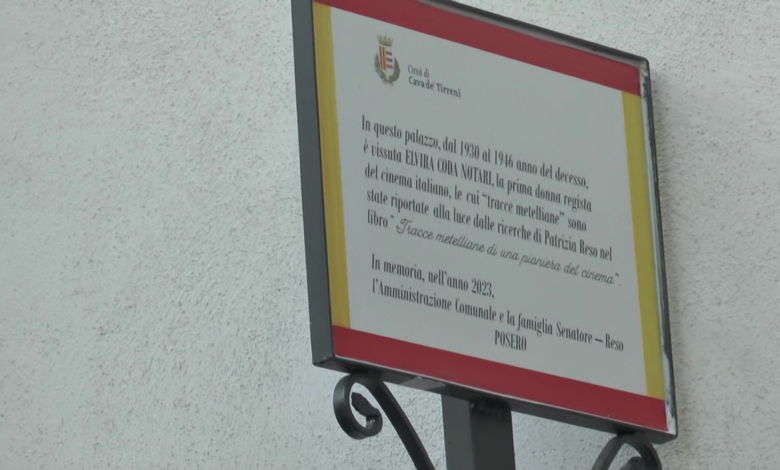 Città di
Cava de' Tirreni
In questo palazzo, dal 1930 al 1946 anno del decesso,
è vissuta ELVIRA CODA NOTARI, la prima donna regista
del cinema italiano, le cui "tracce metelliane" sono
state riportate alla luce dalle ricerche di Patrizia Reso nel
libro " Tracce metelliane di una pioniera del cinema".
In memoria, nell'anno 2023,
l'Amministrazione Comunale e la famiglia Senatore – Reso
POSERO